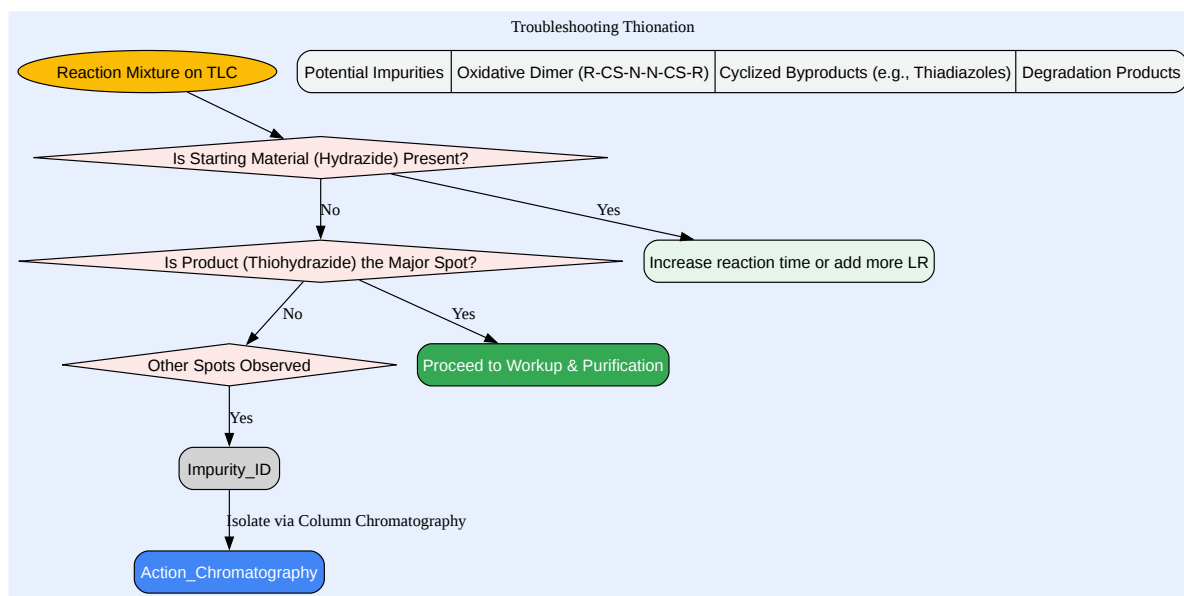 Troubleshooting Thionation
Reaction Mixture on TLC
Potential Impurities
Oxidative Dimer (R-CS-N-N-CS-R)
Cyclized Byproducts (e.g., Thiadiazoles)
Degradation Products
Is Starting Material (Hydrazide) Present?
No
Yes
Is Product (Thiohydrazide) the Major Spot?
Increase reaction time or add more LR
No
Yes
Other Spots Observed
Proceed to Workup & Purification
Yes
Impurity_ID
Isolate via Column Chromatography
Action_Chromatography